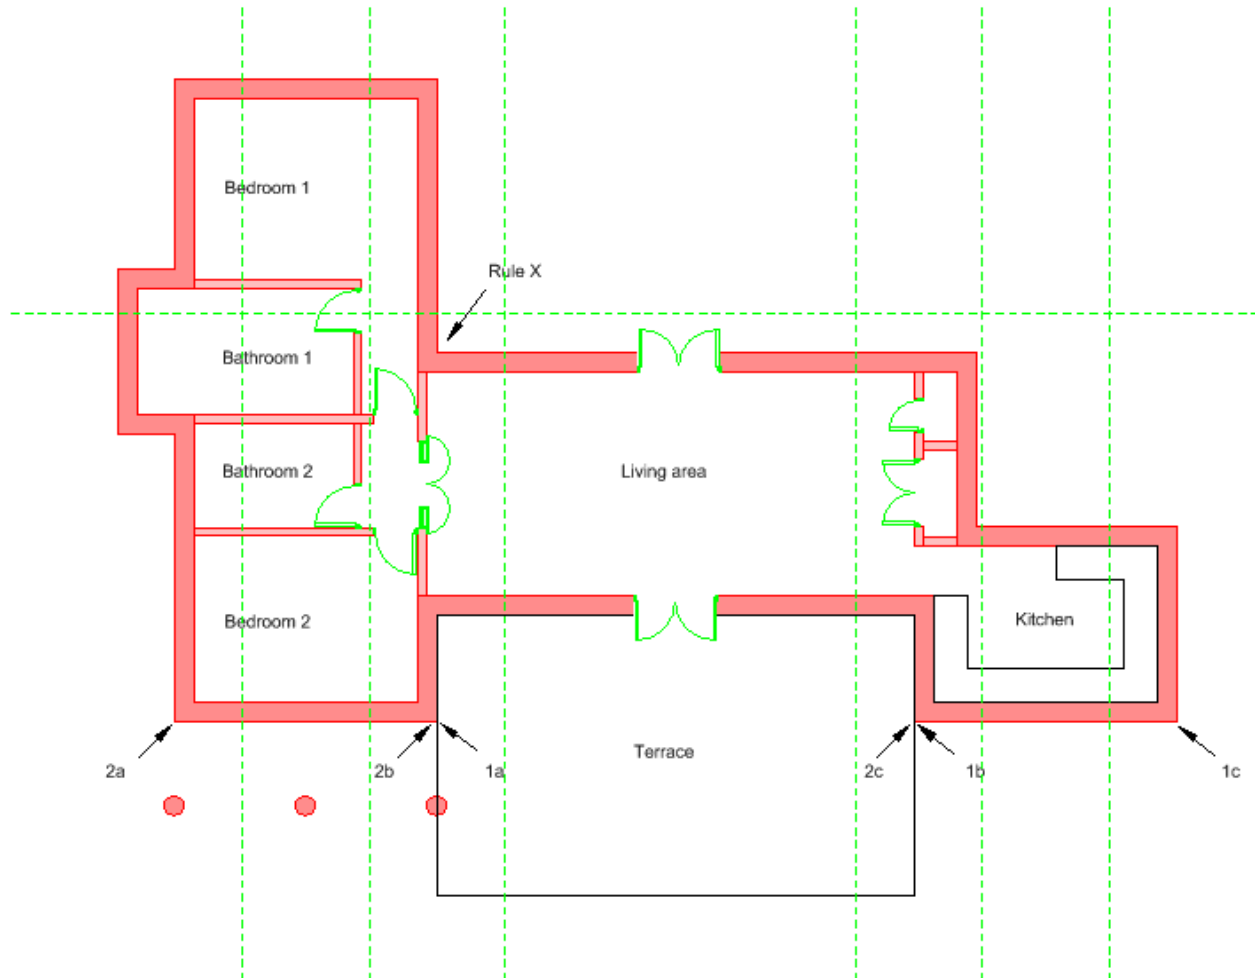 Bedroom 1
Rule X
Bathroom 1
Bathroom 2
Living area
Bedroom 2
Kitchen
Terrace
2a
2b
1a
2c
1b
1c